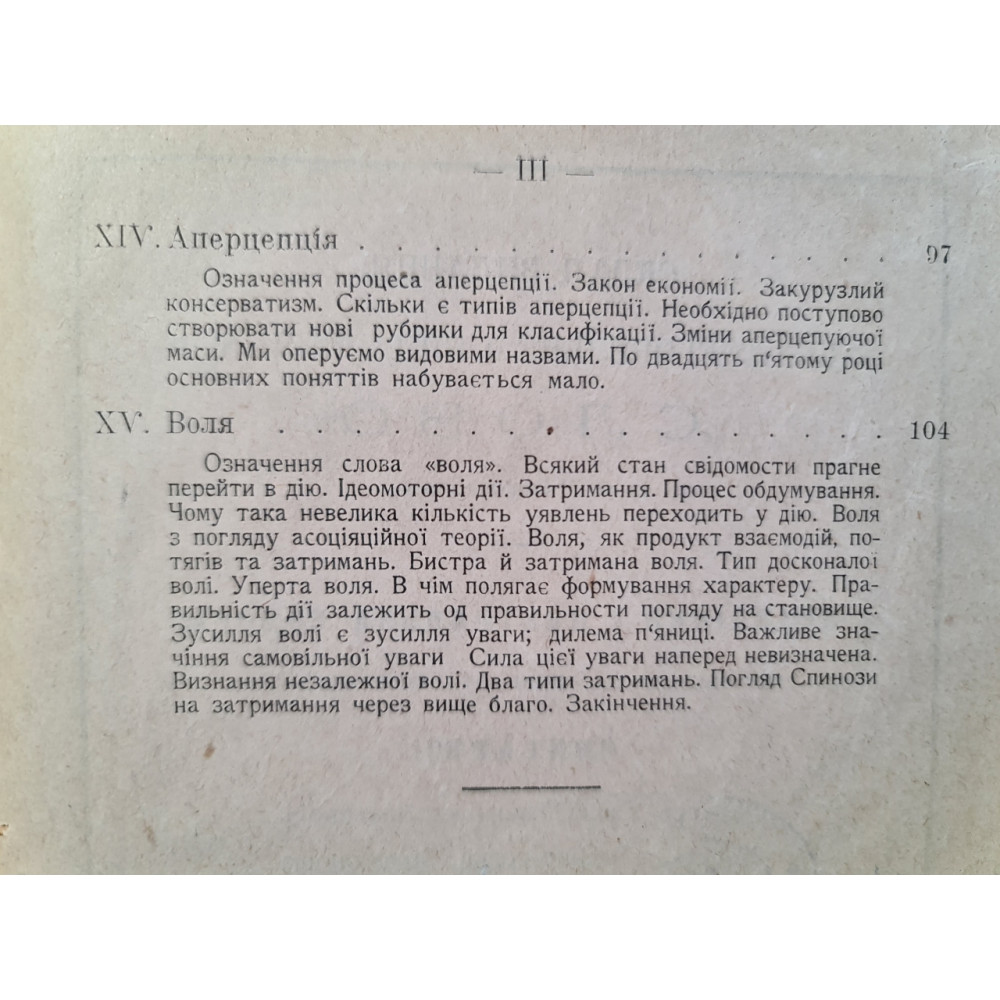 — III —
XIV. Аперцепція . . . . . . . . . . . . . . 97
Означення процеса аперцепції. Закон економії. Закурузлий
консерватизм. Скільки є типів аперцепції. Необхідно поступово
створювати нові рубрики для класифікації. Зміни аперцепуючої
маси. Ми оперуємо видовими назвами. По двадцять п‘ятому році
основних поняттів набувається мало.
XV. Воля . . . . . . . . . . . . . . . . 104
Означення слова «воля». Всякий стан свідомости прагне
перейти в дію. Ідеомоторні дії. Затримання. Процес обдумування.
Чому така невелика кількість уявлень переходить у дію. Воля
з погляду асоціяційної теорії. Воля, як продукт взаємодій, по-
тягів та затримань. Бистра й затримана воля. Тип досконалої
волі. Уперта воля. В чім полягає формування характеру. Пра-
вильність дії залежить од правильности погляду на становище.
Зусилля волі є зусилля уваги; дилема п‘яниці. Важливе зна-
чіння самовільної уваги Сила цієї уваги наперед невизначена.
Визнання незалежної волі. Два типи затримань. Погляд Спинози
на затримання через вище благо. Закінчення.